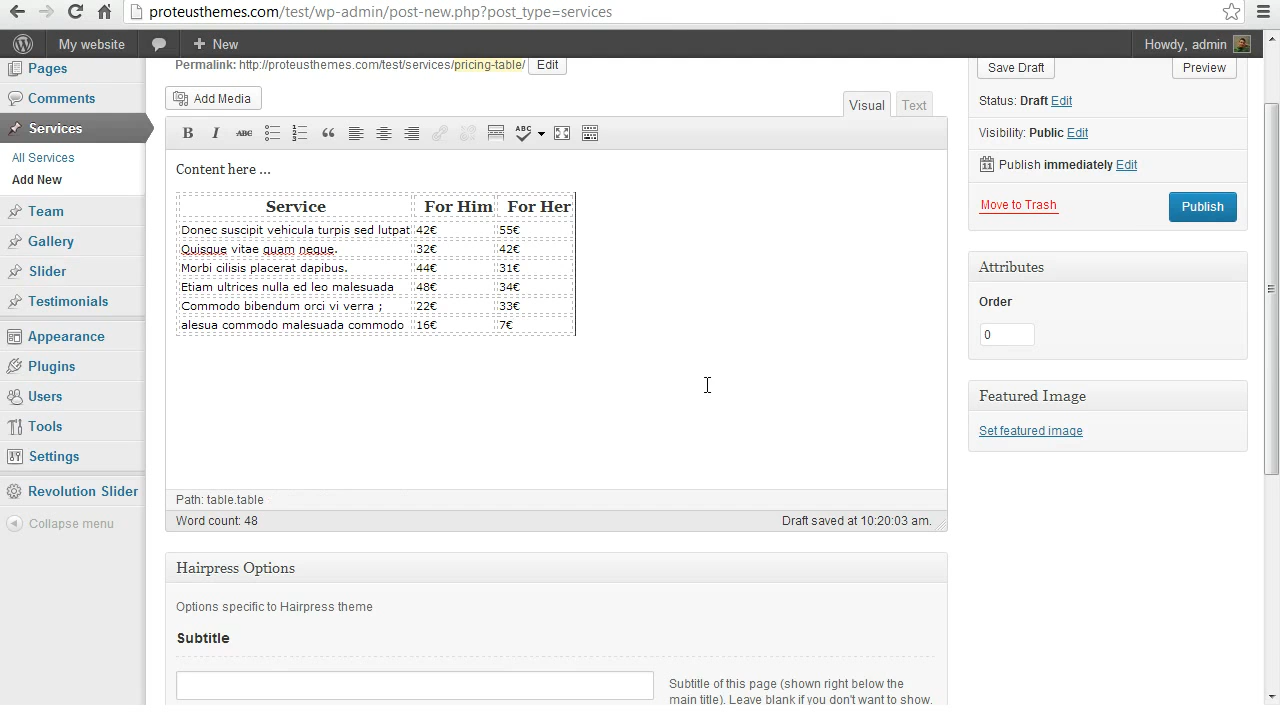 proteusthemes.com/test/wp-admin/post-new.php?post_type=services
My website + New Howdy, admin
Pages
Comments
Services
All Services
Add New
Team
Gallery
Slider
Testimonials
Appearance
Plugins
Users
Tools
Settings
Revolution Slider
Collapse menu
Permalink: http://proteusthemes.com/test/services/pricing-table/ Edit
Add Media
Visual Text
B I ABC ABC
Content here ...
Service For Him For Her
Donec suscipit vehicula turpis sed lutpat 42€ 55€
Quisque vitae quam neque. 32€ 42€
Morbi cilisis placerat dapibus. 44€ 31€
Etiam ultrices nulla ed leo malesuada 48€ 34€
Commodo bibendum orci vi verra ; 22€ 33€
alesua commodo malesuada commodo 16€ 7€
Path: table.table
Word count: 48 Draft saved at 10:20:03 am.
Hairpress Options
Options specific to Hairpress theme
Subtitle
Subtitle of this page (shown right below the
main title). Leave blank if you don't want to show.
Save Draft Preview
Status: Draft Edit
Visibility: Public Edit
Publish immediately Edit
Move to Trash Publish
Attributes
Order
0
Featured Image
Set featured image